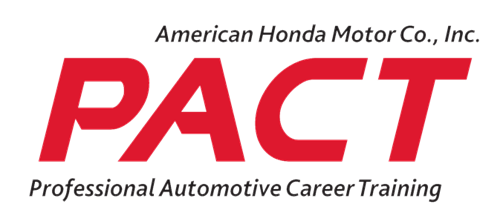 American Honda Motor Co., Inc.
PACT
Professional Automotive Career Training